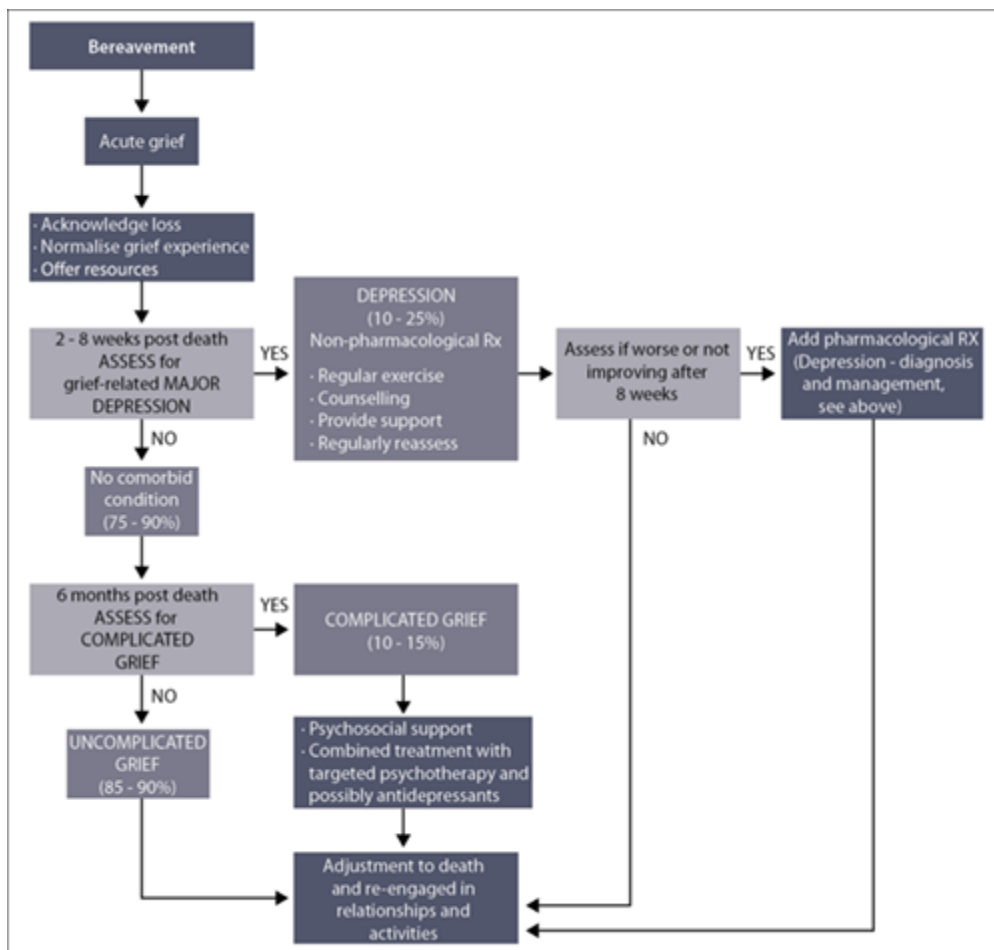 Bereavement
Acute grief
· Acknowledge loss
· Normalise grief experience
· Offer resources
2 - 8 weeks post death
ASSESS for
grief-related MAJOR
DEPRESSION
YES
DEPRESSION
(10 - 25%)
Non-pharmacological Rx
· Regular exercise
· Counselling
· Provide support
· Regularly reassess
Assess if worse or not
improving after
8 weeks
YES
Add pharmacological RX
(Depression - diagnosis
and management,
see above)
NO
NO
No comorbid
condition
(75 - 90%)
6 months post death
ASSESS for
COMPLICATED
GRIEF
YES
COMPLICATED GRIEF
(10 - 15%)
NO
UNCOMPLICATED
GRIEF
(85 - 90%)
· Psychosocial support
· Combined treatment with
targeted psychotherapy and
possibly antidepressants
Adjustment to death
and re-engaged in
relationships and
activities